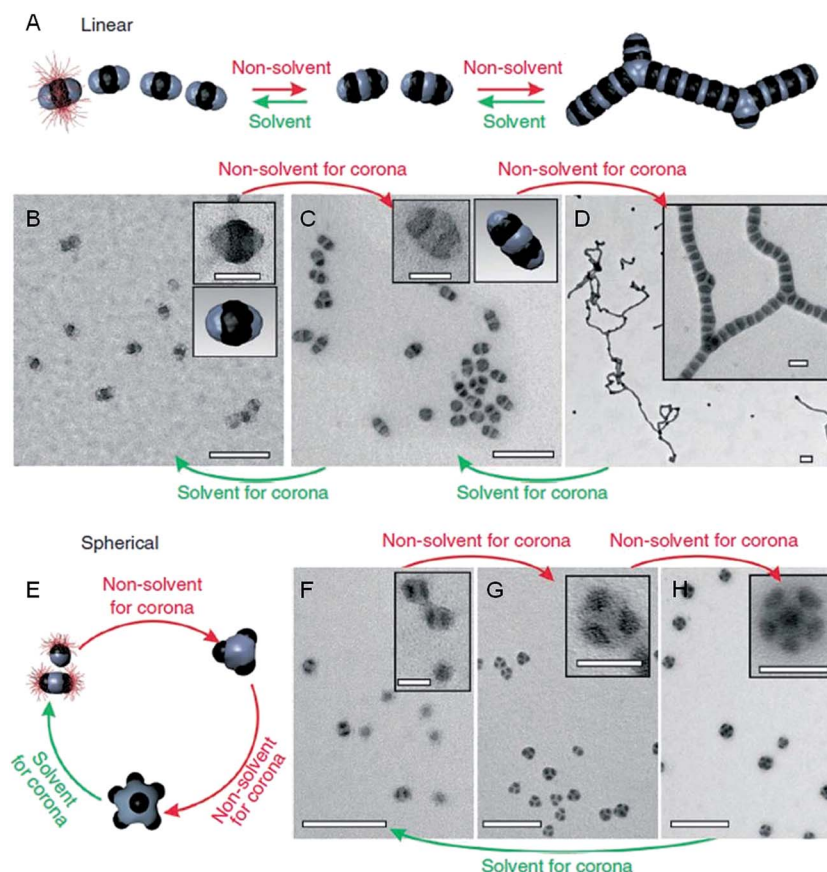 A
Linear
Non-solvent
Non-solvent
Solvent
Solvent
Non-solvent for corona
Non-solvent for corona
B
C
D
Solvent for corona
Solvent for corona
Spherical
Non-solvent for corona
Non-solvent for corona
E
Non-solvent
for corona
F
G
H
Solvent
for corona
Non-solvent
for corona
Solvent for corona